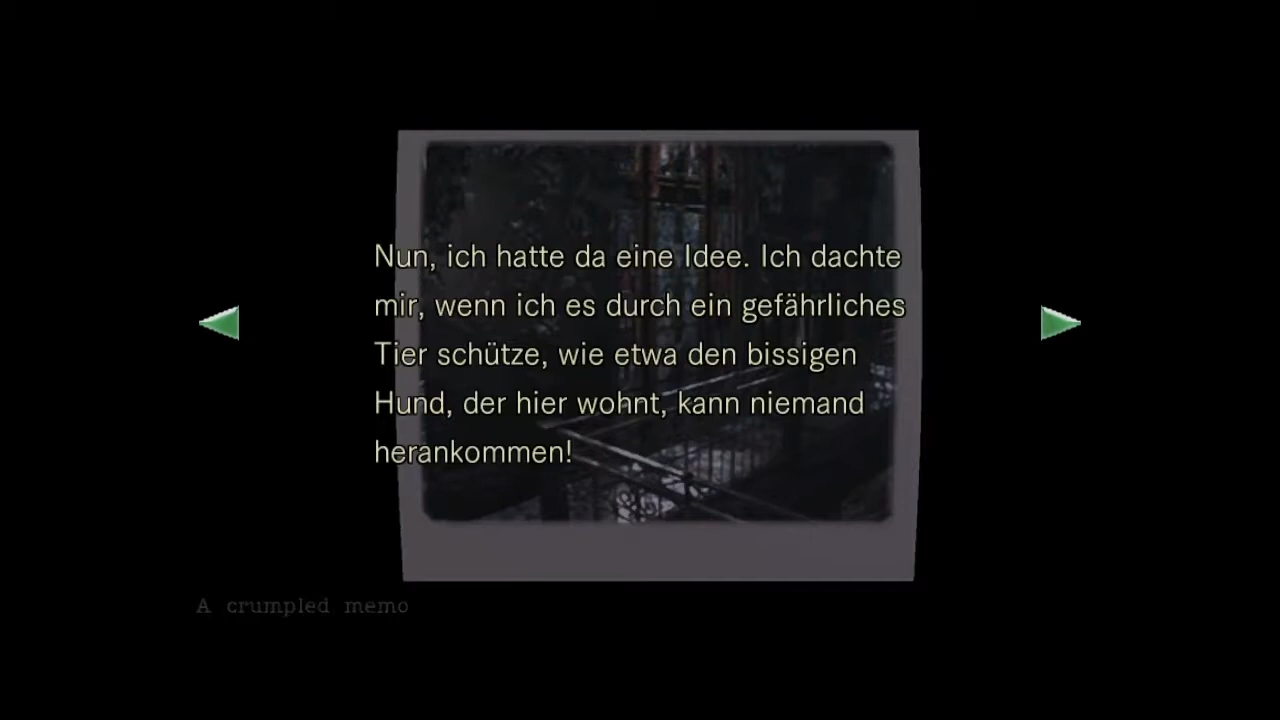 Nun, ich hatte da eine Idee. Ich dachte
mir, wenn ich es durch ein gefährliches
Tier schütze, wie etwa den bissigen
Hund, der hier wohnt, kann niemand
herankommen!
A crumpled memo